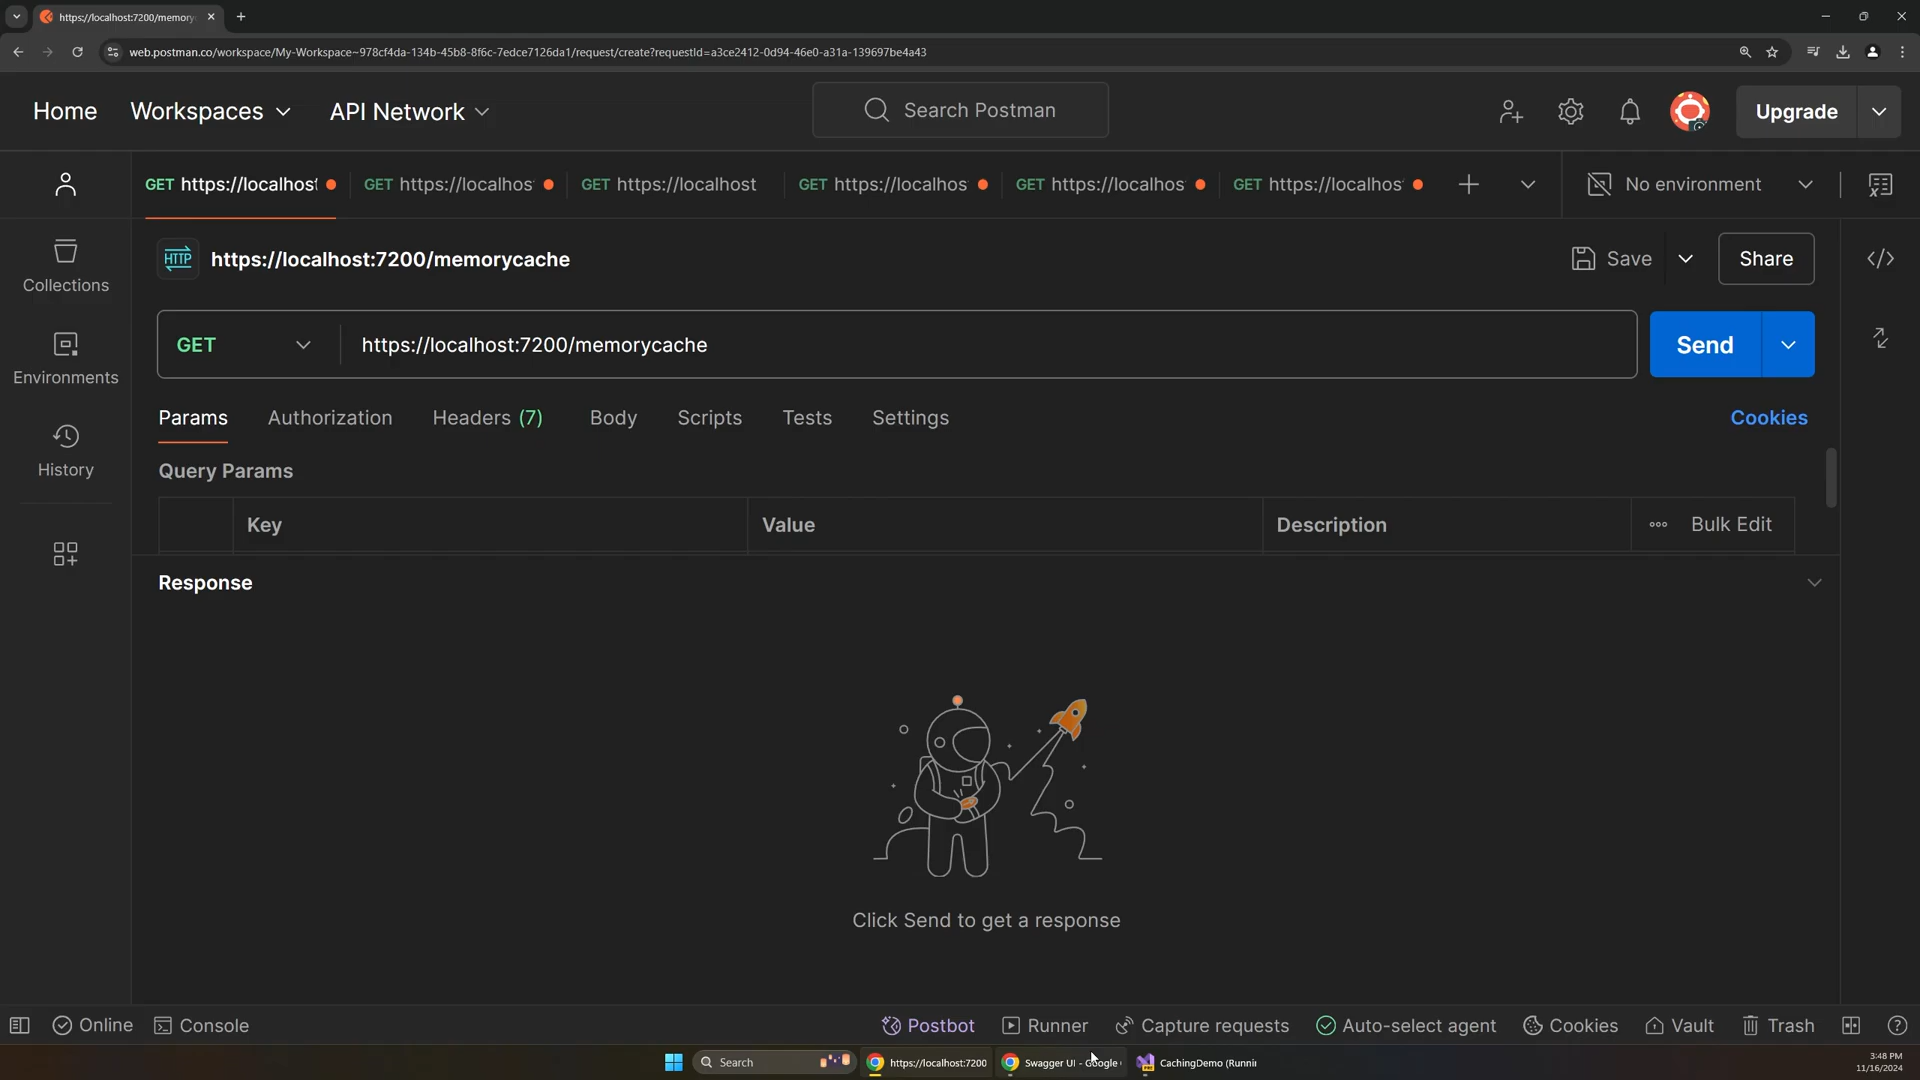 https://localhost:7200/memory
web.postman.co/workspace/My-Workspace~978cf4da-134b-45b8-8f6c-7edce7126da1/request/create?requestId=a3ce2412-0d94-46e0-a31a-139697be4a43
Home Workspaces API Network Search Postman Upgrade
GET https://localhost GET https://localhos GET https://localhost GET https://localhos GET https://localhos GET https://localhos No environment
HTTP https://localhost:7200/memorycache Save Share
Collections
GET https://localhost:7200/memorycache Send
Environments
Params Authorization Headers (7) Body Scripts Tests Settings Cookies
History
Query Params
Key Value Description Bulk Edit
Response
Click Send to get a response
Online Console Postbot Runner Capture requests Auto-select agent Cookies Vault Trash
Search https://localhost:7200 Swagger UI - Google CachingDemo (Runni
3:48 PM
11/16/2024